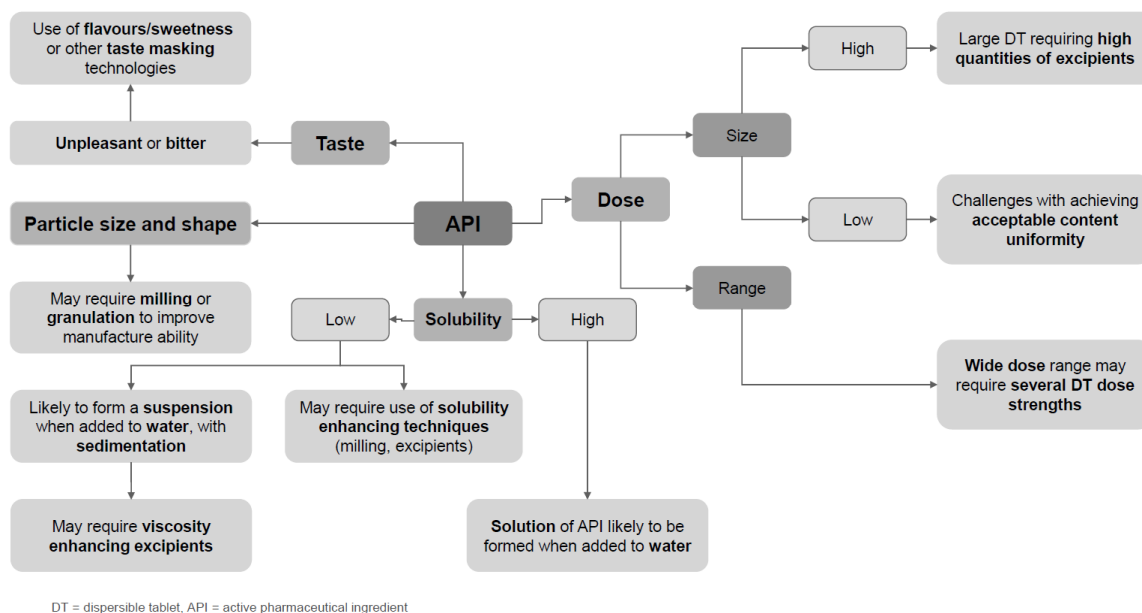 Use of flavours/sweetness
or other taste masking
technologies
Unpleasant or bitter
Taste
Particle size and shape
API
May require milling or
granulation to improve
manufacture ability
Low
Solubility
High
Likely to form a suspension
when added to water, with
sedimentation
May require use of solubility
enhancing techniques
(milling, excipients)
May require viscosity
enhancing excipients
Solution of API likely to be
formed when added to water
Dose
Size
High
Large DT requiring high
quantities of excipients
Low
Challenges with achieving
acceptable content
uniformity
Range
Wide dose range may
require several DT dose
strengths
DT = dispersible tablet, API = active pharmaceutical ingredient